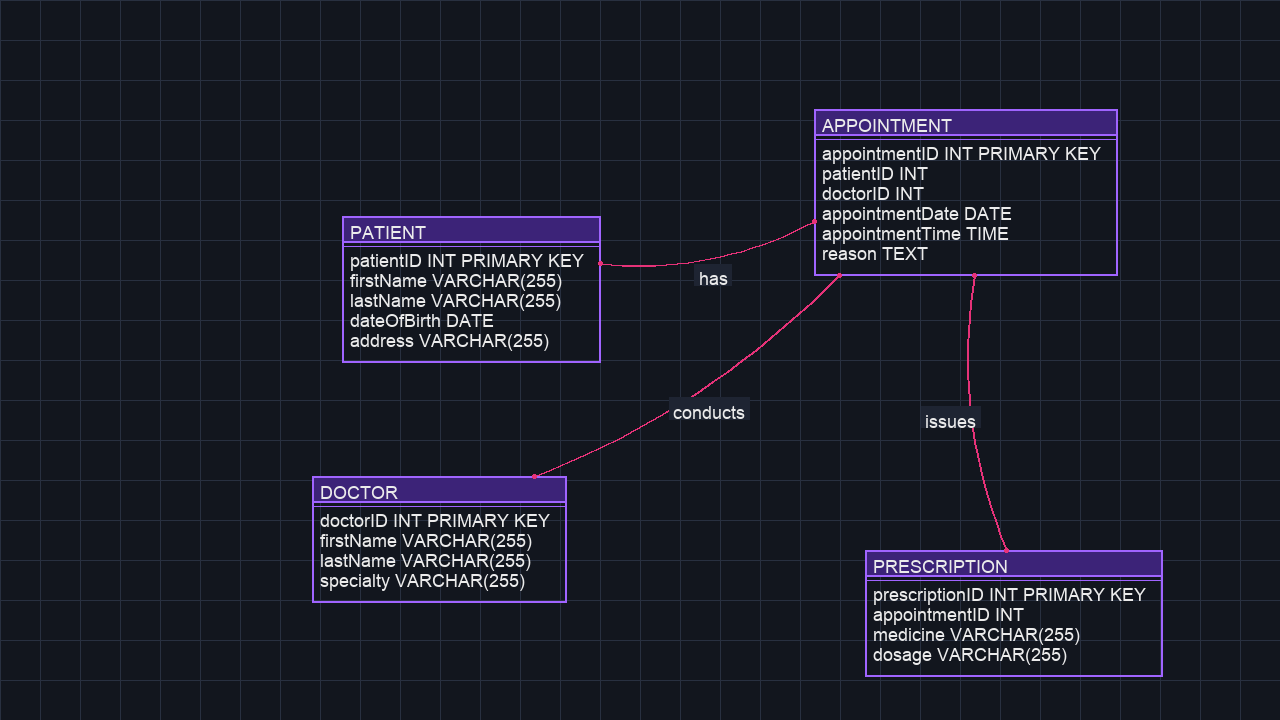 APPOINTMENT
appointmentID INT PRIMARY KEY
patientID INT
doctorID INT
appointmentDate DATE
appointmentTime TIME
reason TEXT
PATIENT
patientID INT PRIMARY KEY
firstName VARCHAR(255)
lastName VARCHAR(255)
dateOfBirth DATE
address VARCHAR(255)
has
conducts
issues
DOCTOR
doctorID INT PRIMARY KEY
firstName VARCHAR(255)
lastName VARCHAR(255)
specialty VARCHAR(255)
PRESCRIPTION
prescriptionID INT PRIMARY KEY
appointmentID INT
medicine VARCHAR(255)
dosage VARCHAR(255)